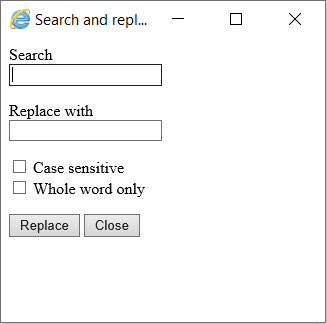 Search and repl...
Search
Replace with
Case sensitive
Whole word only
Replace Close